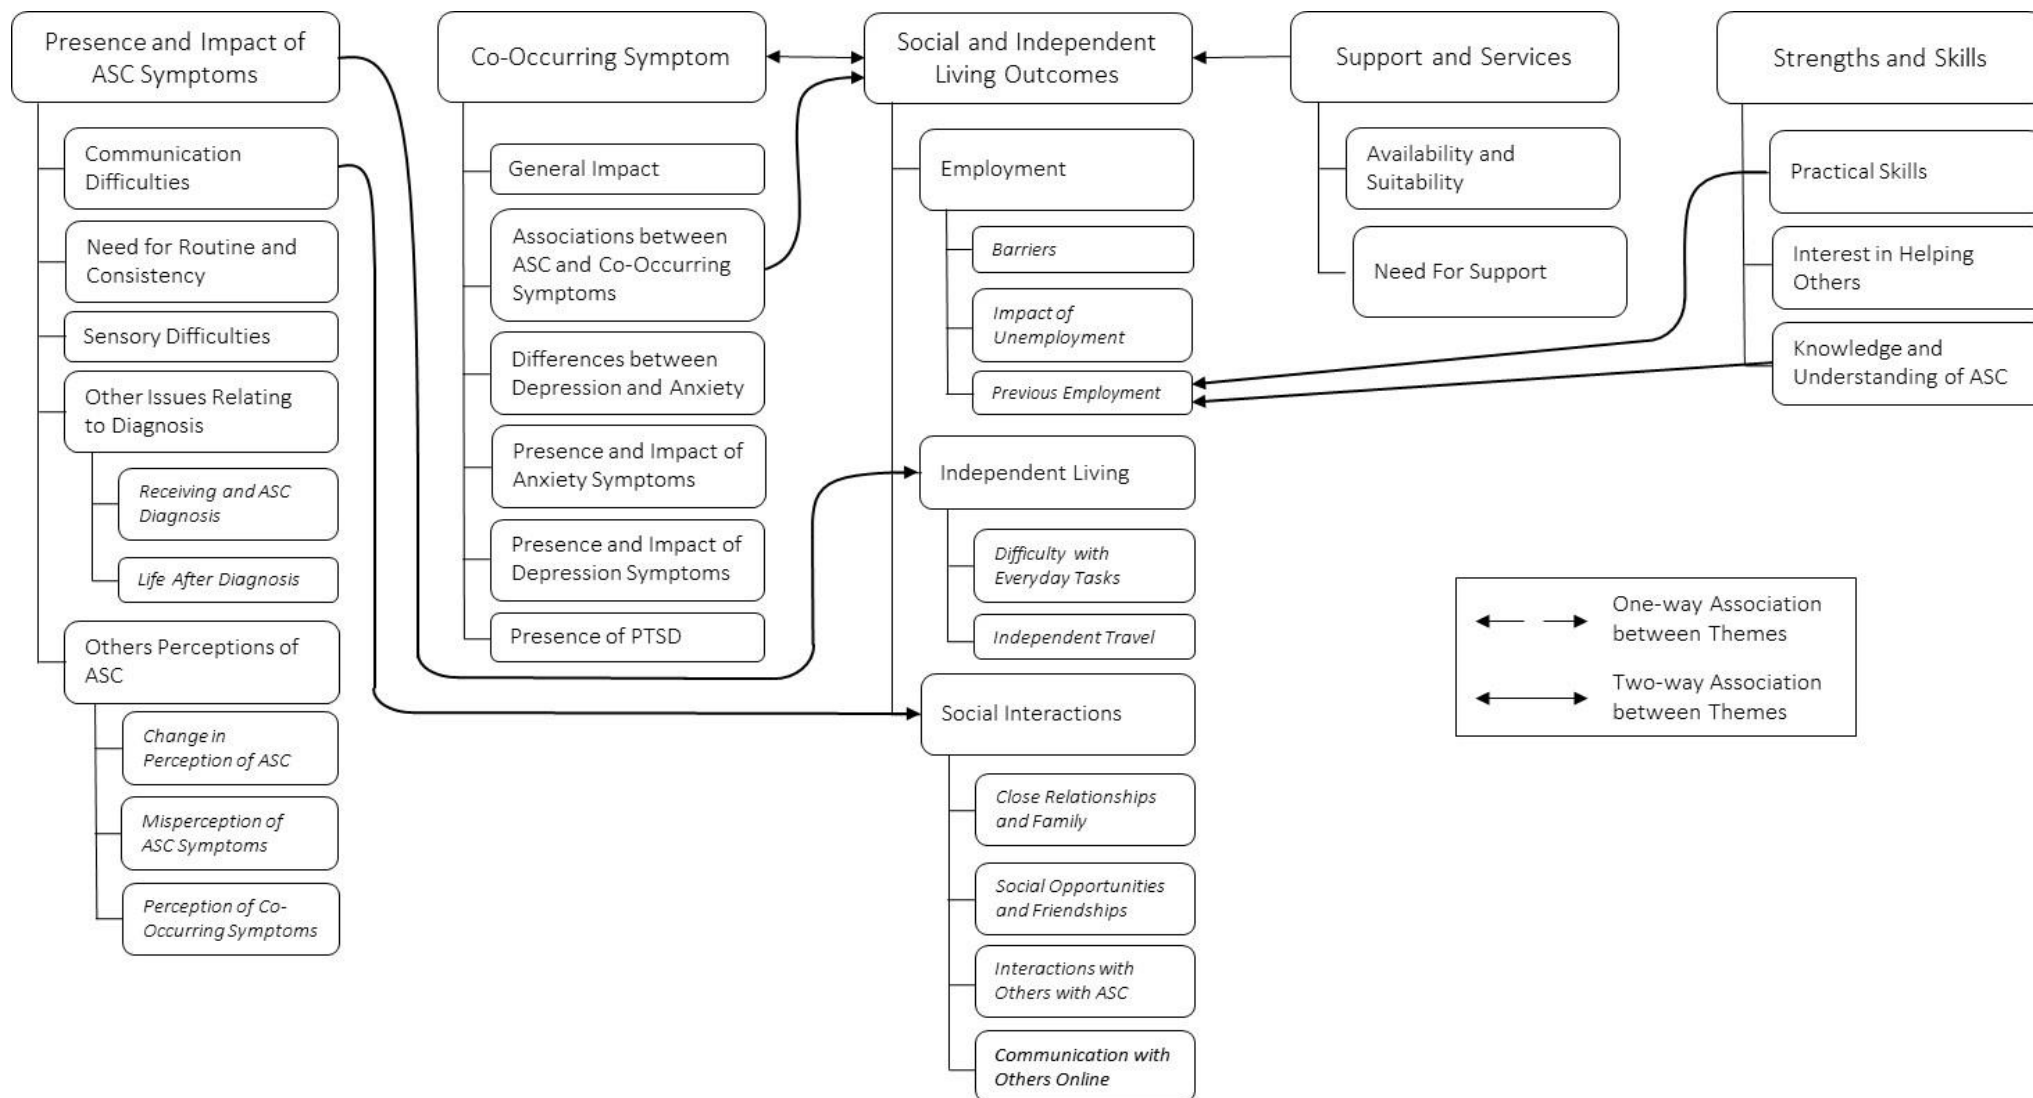 Presence and Impact of
ASC Symptoms
Communication
Difficulties
Need for Routine and
Consistency
Sensory Difficulties
Other Issues Relating
to Diagnosis
Receiving and ASC
Diagnosis
Life After Diagnosis
Others Perceptions of
ASC
Change in
Perception of ASC
Misperception of
ASC Symptoms
Perception of Co-
Occurring Symptoms
Co-Occurring Symptom
General Impact
Associations between
ASC and Co-Occurring
Symptoms
Differences between
Depression and Anxiety
Presence and Impact of
Anxiety Symptoms
Presence and Impact of
Depression Symptoms
Presence of PTSD
Social and Independent
Living Outcomes
Employment
Barriers
Impact of
Unemployment
Previous Employment
Independent Living
Difficulty with
Everyday Tasks
Independent Travel
Social Interactions
Close Relationships
and Family
Social Opportunities
and Friendships
Interactions with
Others with ASC
Communication with
Others Online
Support and Services
Availability and
Suitability
Need For Support
Strengths and Skills
Practical Skills
Interest in Helping
Others
Knowledge and
Understanding of ASC
One-way Association
between Themes
Two-way Association
between Themes